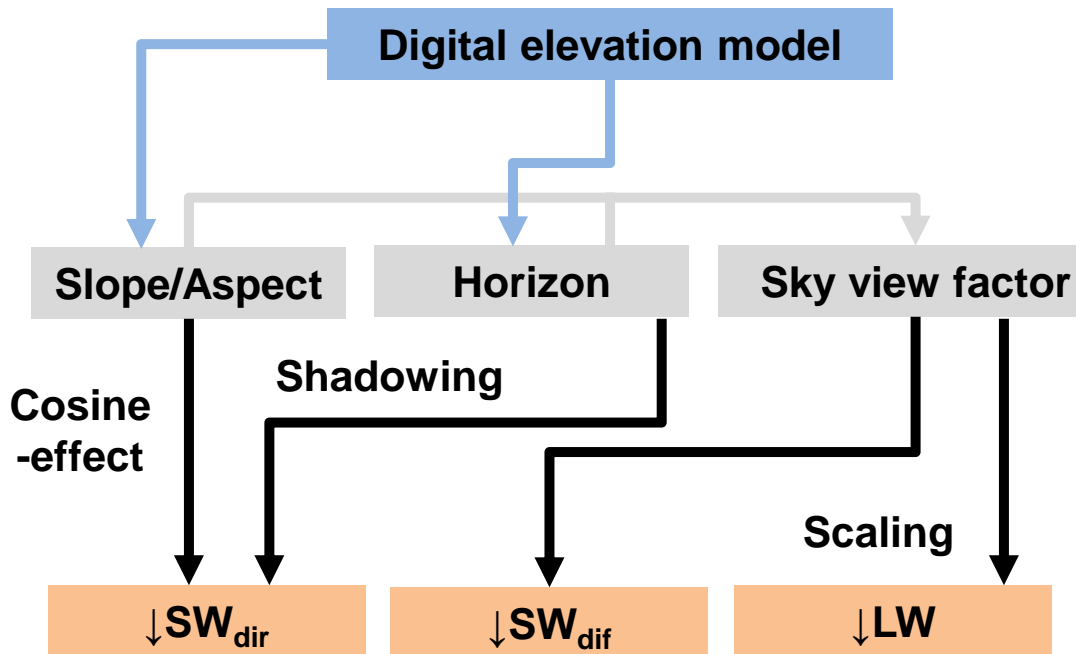 Digital elevation model
Slope/Aspect
Horizon
Sky view factor
Shadowing
Cosine
-effect
Scaling
↓SWdir
↓SWdif
↓LW